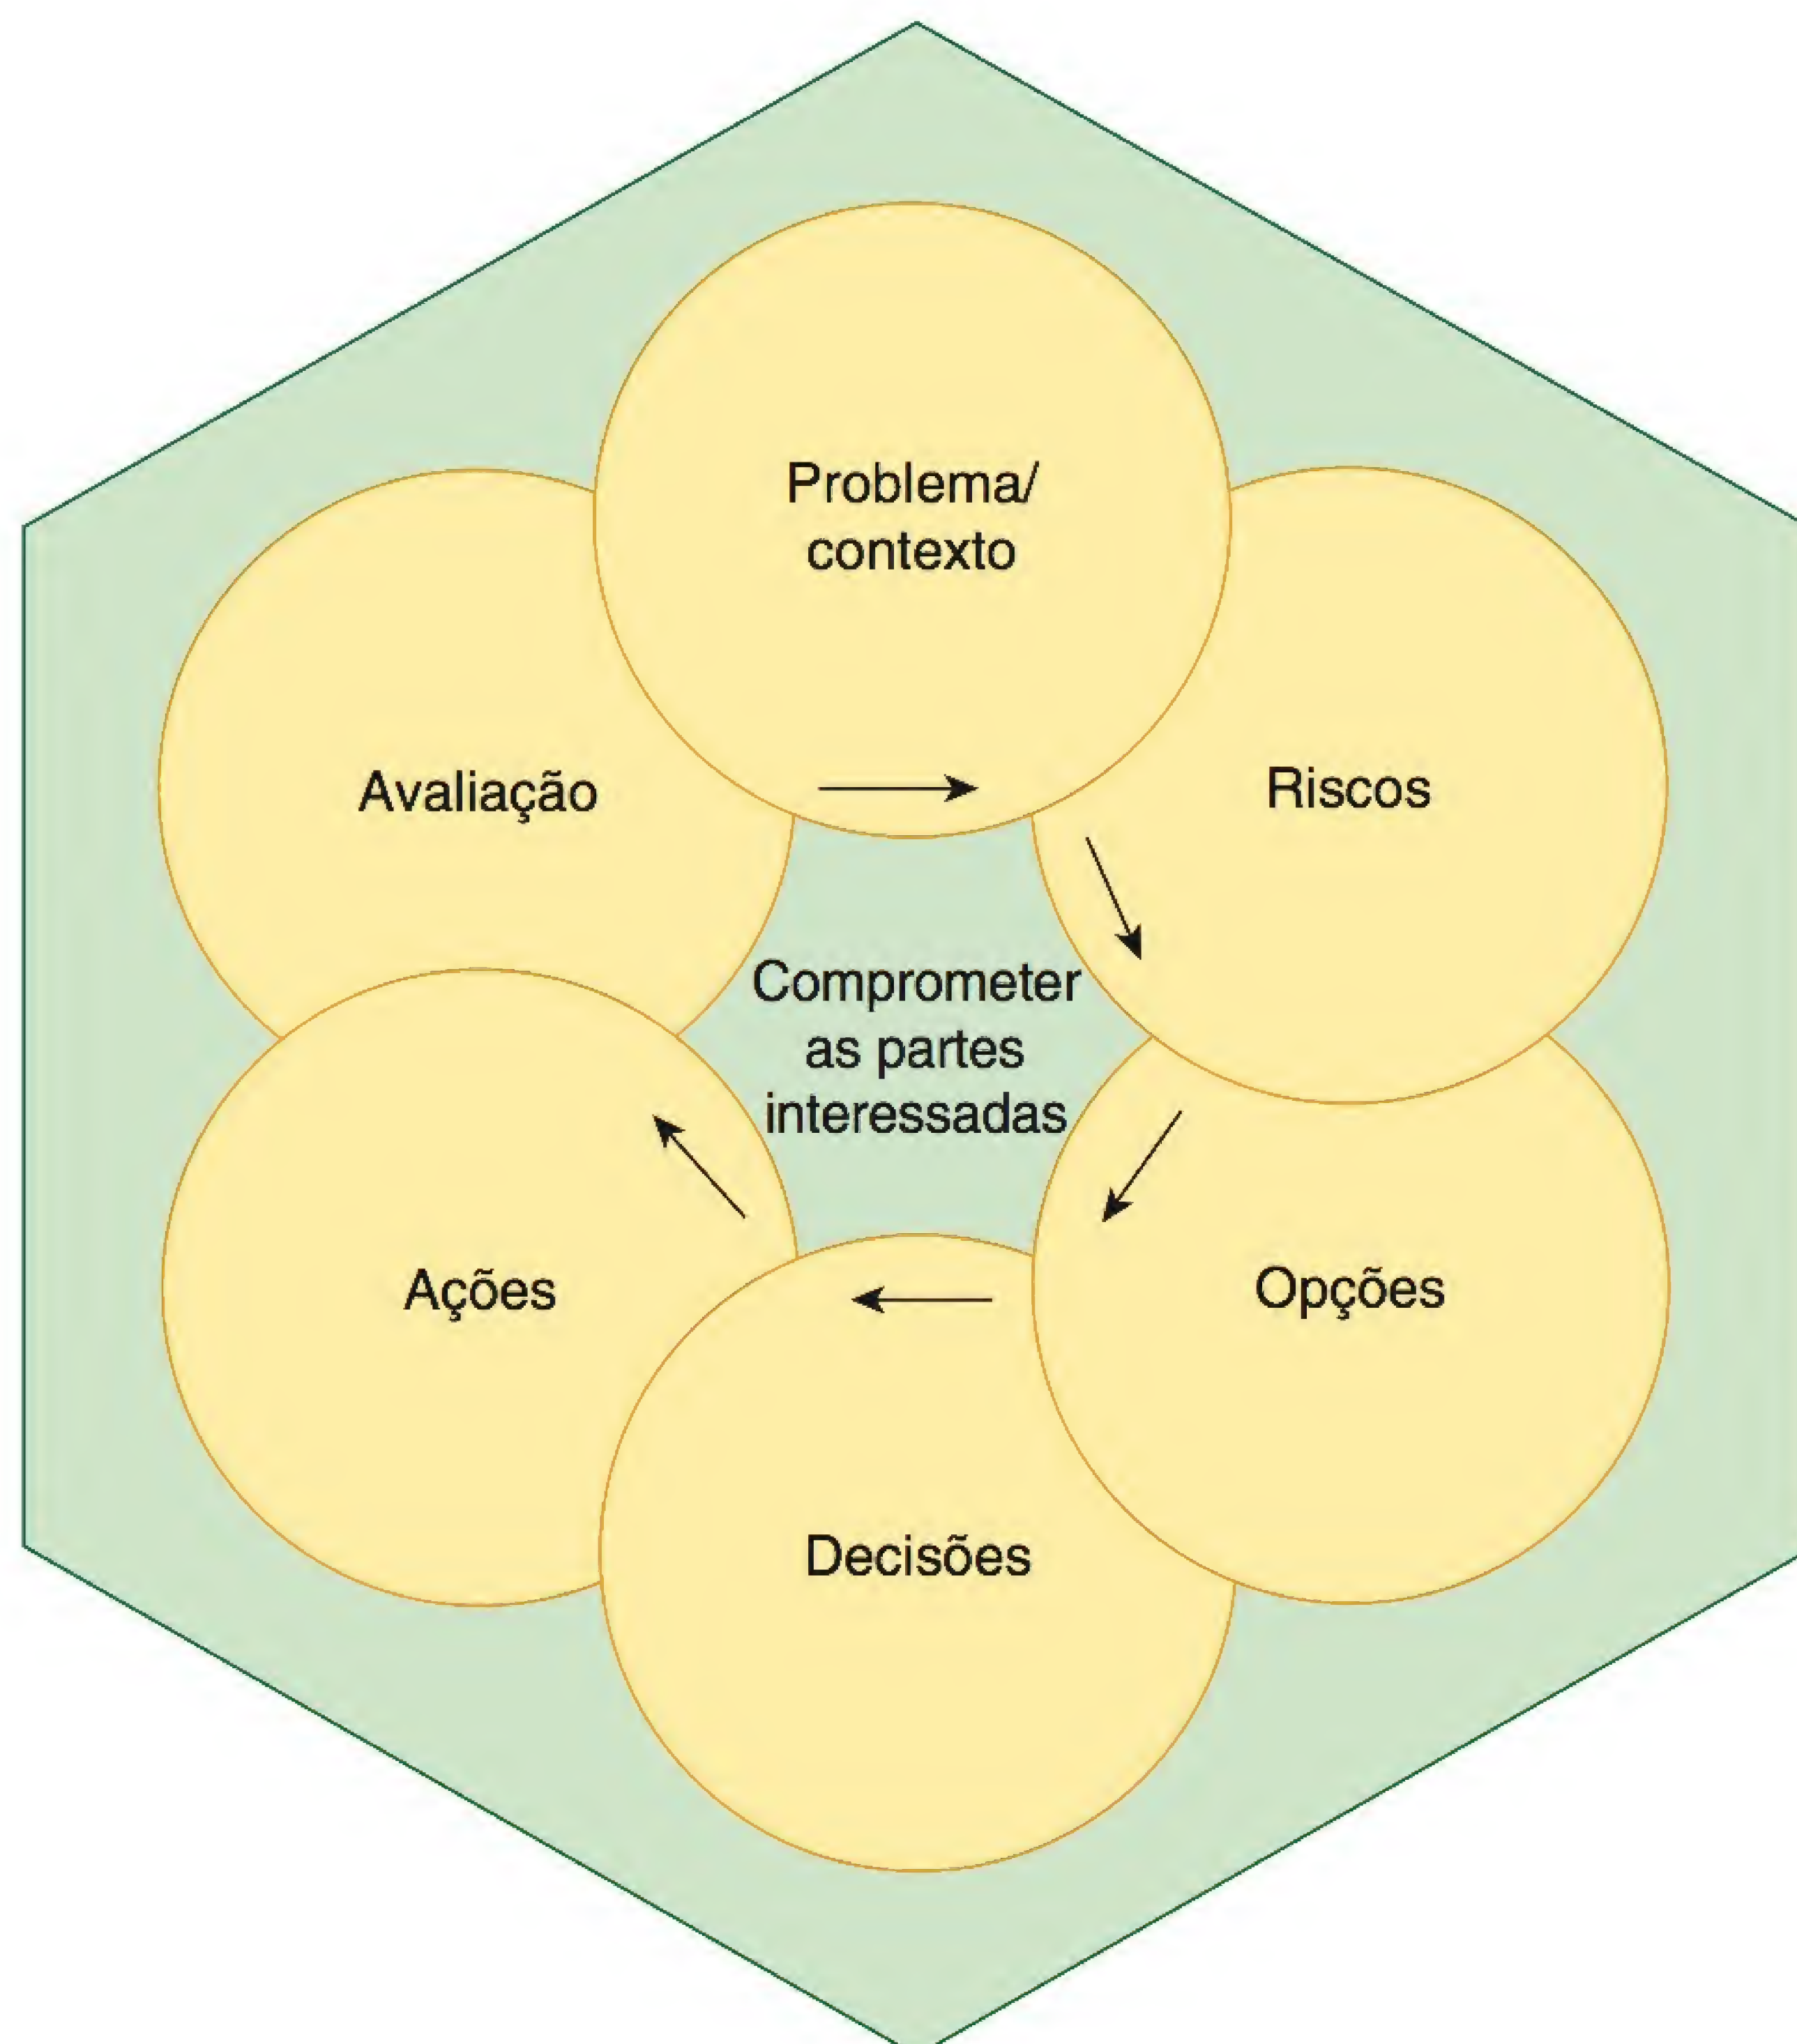 Problema/
contexto
Avaliação
Riscos
Comprometer
as partes
interessadas
Ações
Opções
Decisões